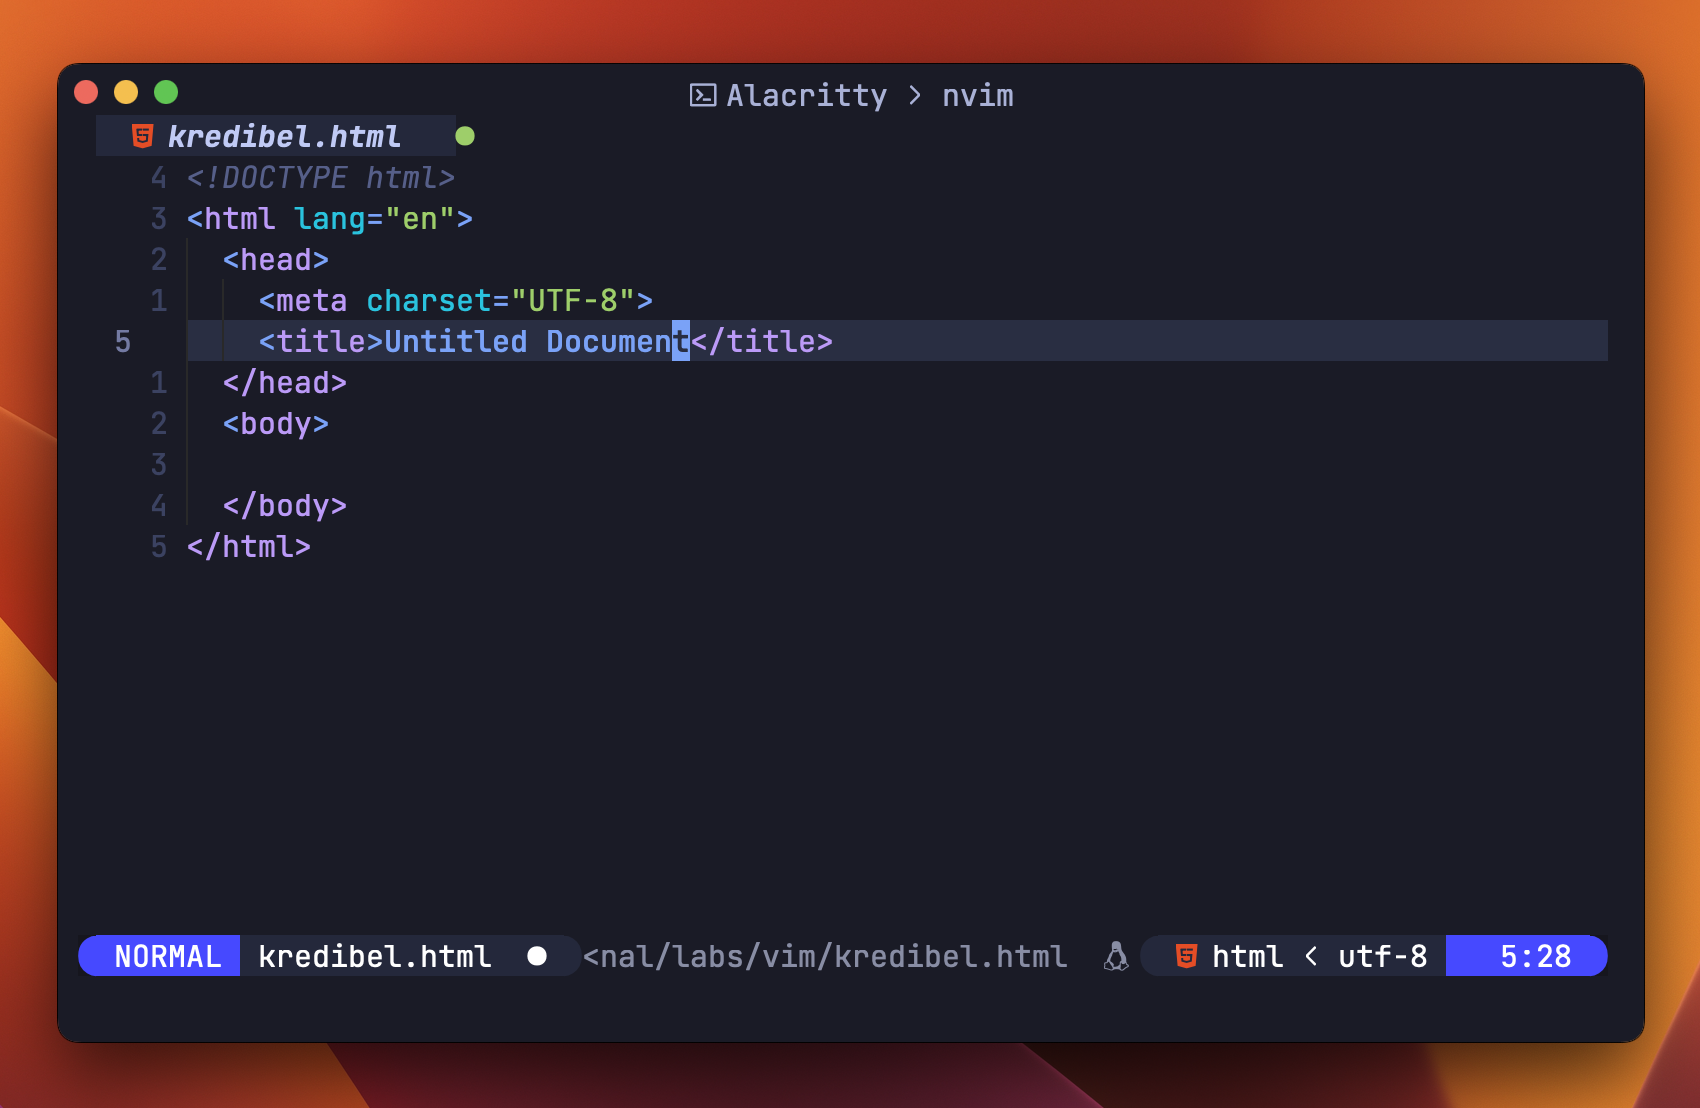 Alacritty > nvim
kredibel.html
4 <!DOCTYPE html>
3 <html lang="en">
2   <head>
1     <meta charset="UTF-8">
5     <title>Untitled Document</title>
1   </head>
2   <body>
3
4   </body>
5 </html>
NORMAL kredibel.html ● <nal/labs/vim/kredibel.html html < utf-8 5:28